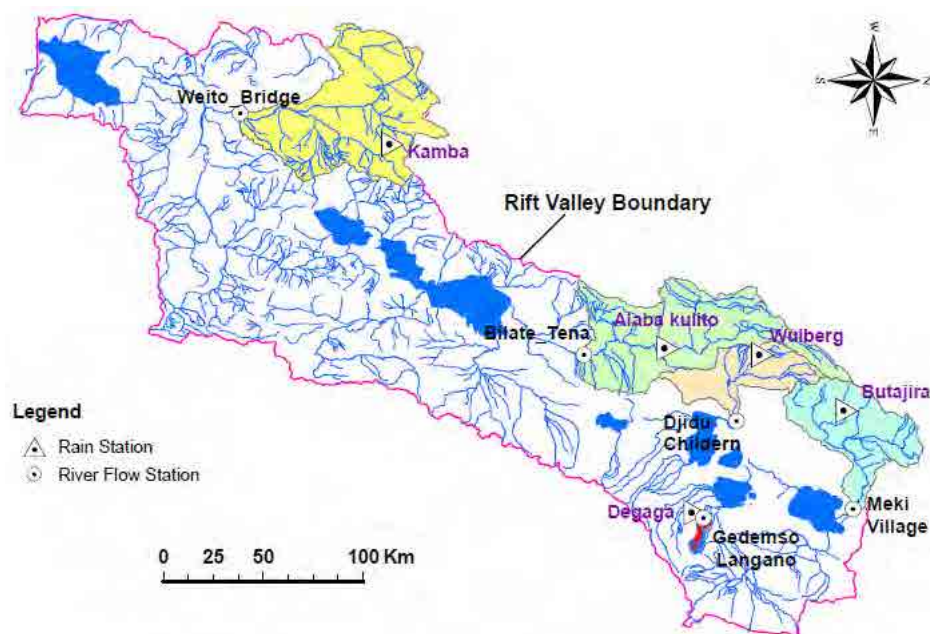 W
S
N
E
Weito_Bridge
Kamba
Rift Valley Boundary
Alaba kulito
Wulberg
Bilate_Tena
Butajira
Djidu
Childern
Meki
Village
Degaga
Gedemso
Langano
Legend
Rain Station
River Flow Station
0 25 50 100 Km